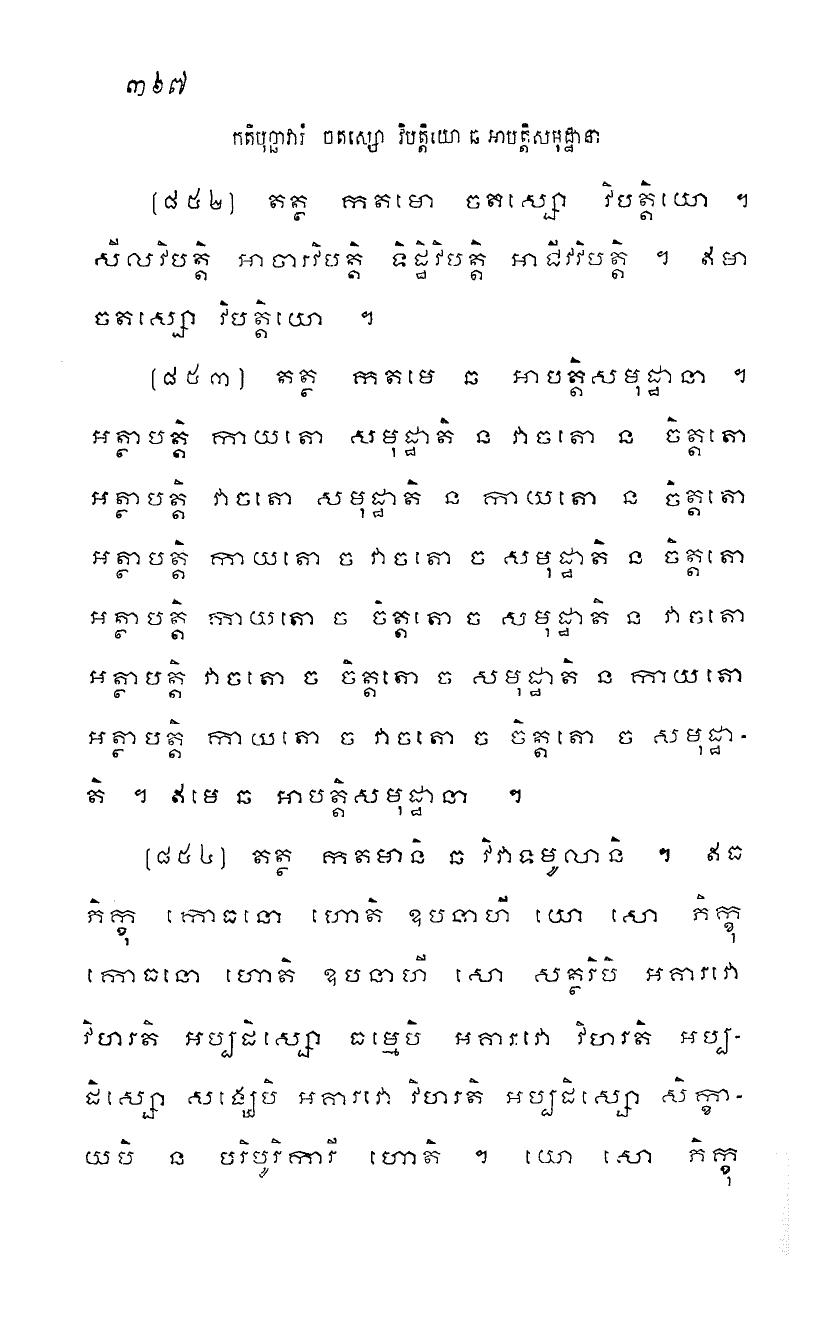 ៣៦៧
កតិបុច្ឆាវារំ ចតស្សោ វិបត្តិយោ ឆ អាបត្តិសមុដ្ឋានា
[៨៥២] តត្ថ កតមោ ចតស្សោ វិបត្តិយោ ។
សីលវិបត្តិ អាចារវិបត្តិ ទិដ្ឋិវិបត្តិ អាជីវវិបត្តិ ។ ឥមា
ចតស្សោ វិបត្តិយោ ។
[៨៥៣] តត្ថ កតមេ ឆ អាបត្តិសមុដ្ឋានា ។
អត្ថាបត្តិ កាយតោ សមុដ្ឋាតិ ន វាចតោ ន ចិត្តតោ
អត្ថាបត្តិ វាចតោ សមុដ្ឋាតិ ន កាយតោ ន ចិត្តតោ
អត្ថាបត្តិ កាយតោ ច វាចតោ ច សមុដ្ឋាតិ ន ចិត្តតោ
អត្ថាបត្តិ កាយតោ ច ចិត្តតោ ច សមុដ្ឋាតិ ន វាចតោ
អត្ថាបត្តិ វាចតោ ច ចិត្តតោ ច សមុដ្ឋាតិ ន កាយតោ
អត្ថាបត្តិ កាយតោ ច វាចតោ ច ចិត្តតោ ច សមុដ្ឋា-
តិ ។ ឥមេ ឆ អាបត្តិសមុដ្ឋានា ។
[៨៥៤] តត្ថ កតមានិ ឆ វិវាទមូលានិ ។ ឥធ
ភិក្ខុ កោធនោ ហោតិ ឧបនាហី យោ សោ ភិក្ខុ
កោធនោ ហោតិ ឧបនាហី សោ សត្ថរិបិ អគារវោ
វិហរតិ អប្បដិស្សោ ធម្មេបិ អគារវោ វិហរតិ អប្ប-
ដិស្សោ សង្ឃេបិ អគារវោ វិហរតិ អប្បដិស្សោ សិក្ខា-
យបិ ន បរិបូរិការី ហោតិ ។ យោ សោ ភិក្ខុ